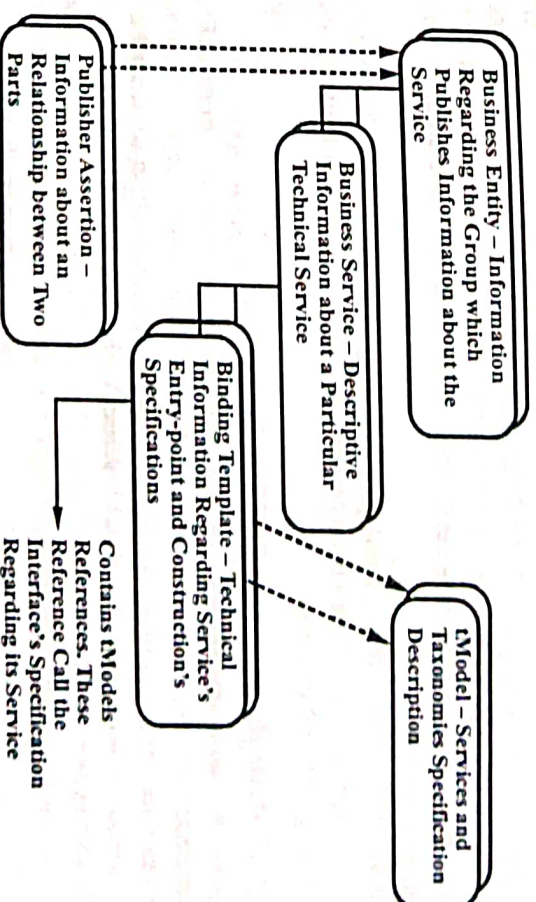 Business Entity – Information
Regarding the Group which
Publishes Information about the
Service
Business Service – Descriptive
Information about a Particular
Technical Service
Binding Template – Technical
Information Regarding Service's
Entry-point and Construction's
Specifications
Publisher Assertion –
Information about an
Relationship between Two
Parts
tModel – Services and
Taxonomies Specification
Description
Contains tModels
References. These
Reference Call the
Interface's Specification
Regarding its Service